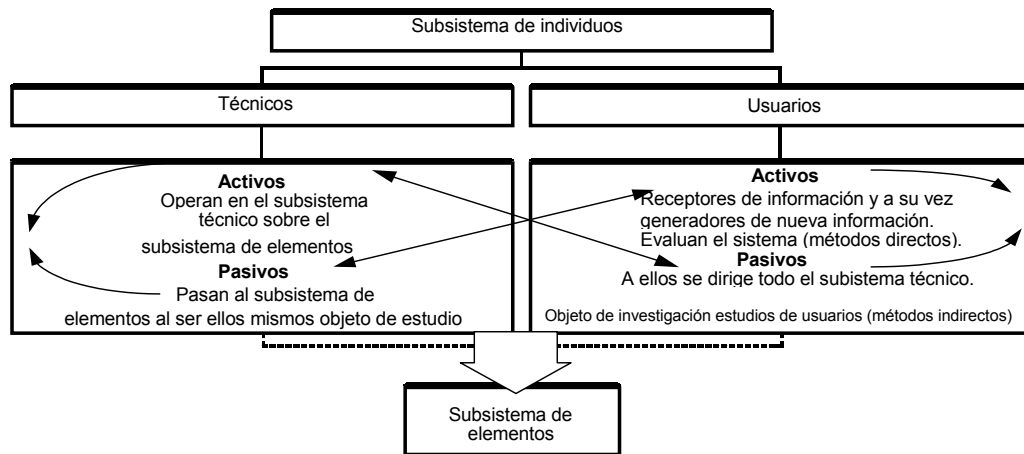 Subsistema de individuos
Técnicos
Usuarios
Activos
Operan en el subsistema
técnico sobre el
subsistema de elementos
Pasivos
Pasan al subsistema de
elementos al ser ellos mismos objeto de estudio
Activos
Receptores de información y a su vez
generadores de nueva información.
Evaluan el sistema (métodos directos).
Pasivos
A ellos se dirige todo el subistema técnico.
Objeto de investigación estudios de usuarios (métodos indirectos)
Subsistema de
elementos